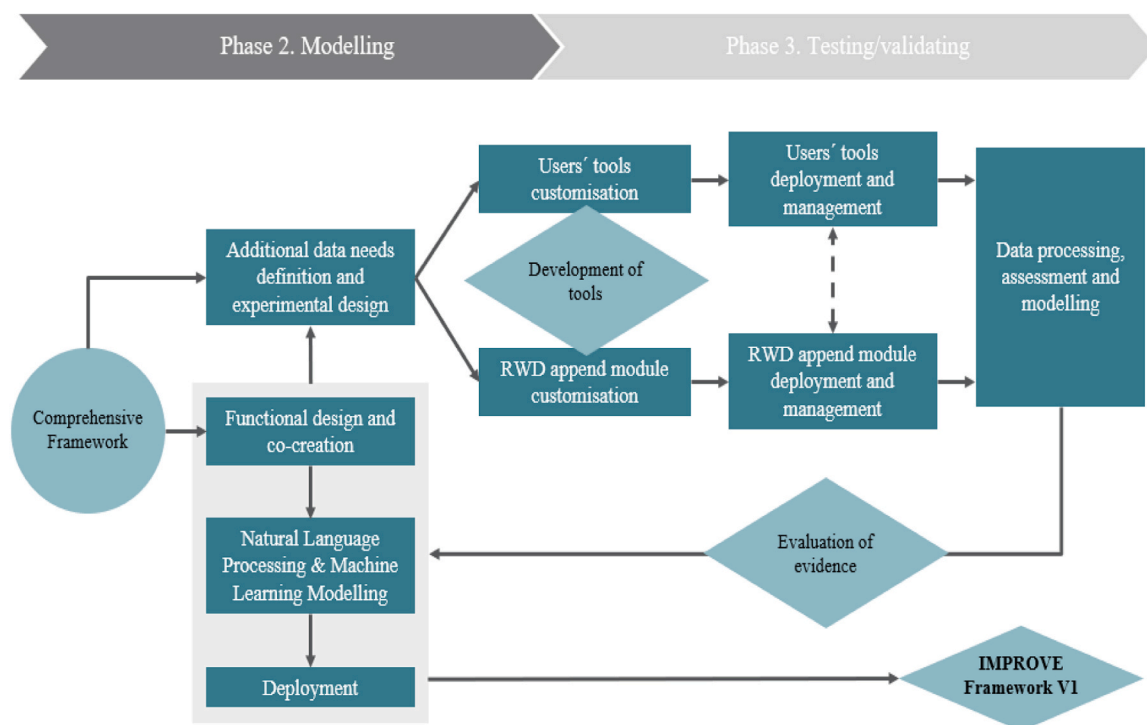 Phase 2. Modelling
Phase 3. Testing/validating
Users´ tools
customisation
Users´ tools
deployment and
management
Additional data needs
definition and
experimental design
Development of
tools
Data processing,
assessment and
modelling
RWD append module
customisation
RWD append module
deployment and
management
Comprehensive
Framework
Functional design and
co-creation
Natural Language
Processing & Machine
Learning Modelling
Evaluation of
evidence
Deployment
IMPROVE
Framework V1